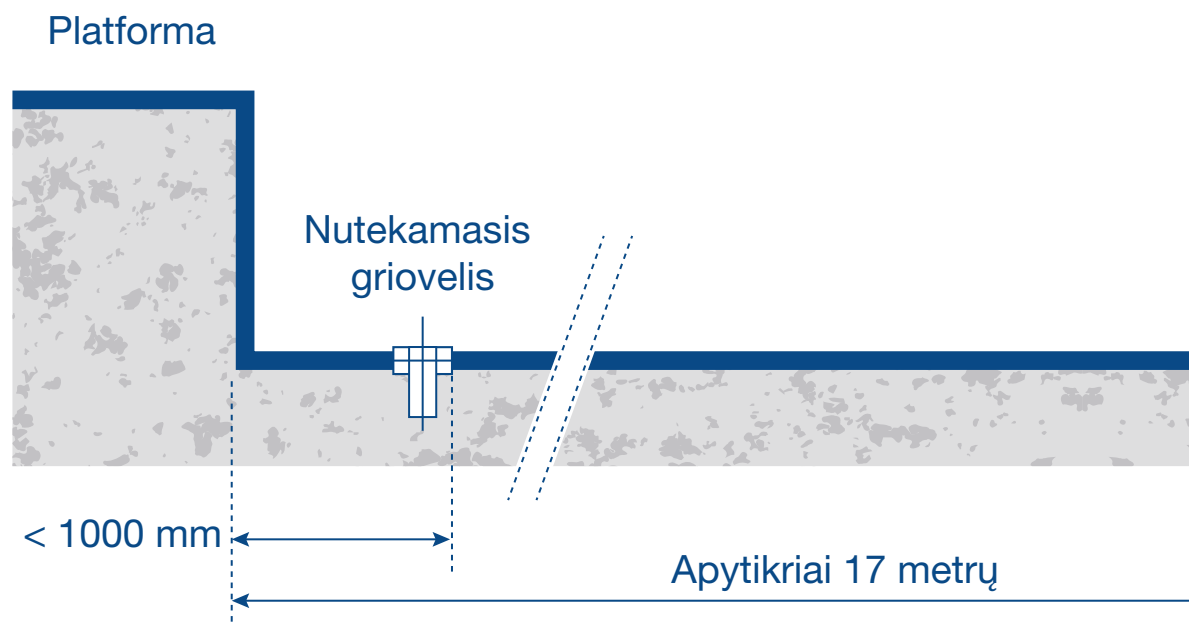 Platforma
Nutekamasis
griovelis
< 1000 mm
Apytikriai 17 metrų